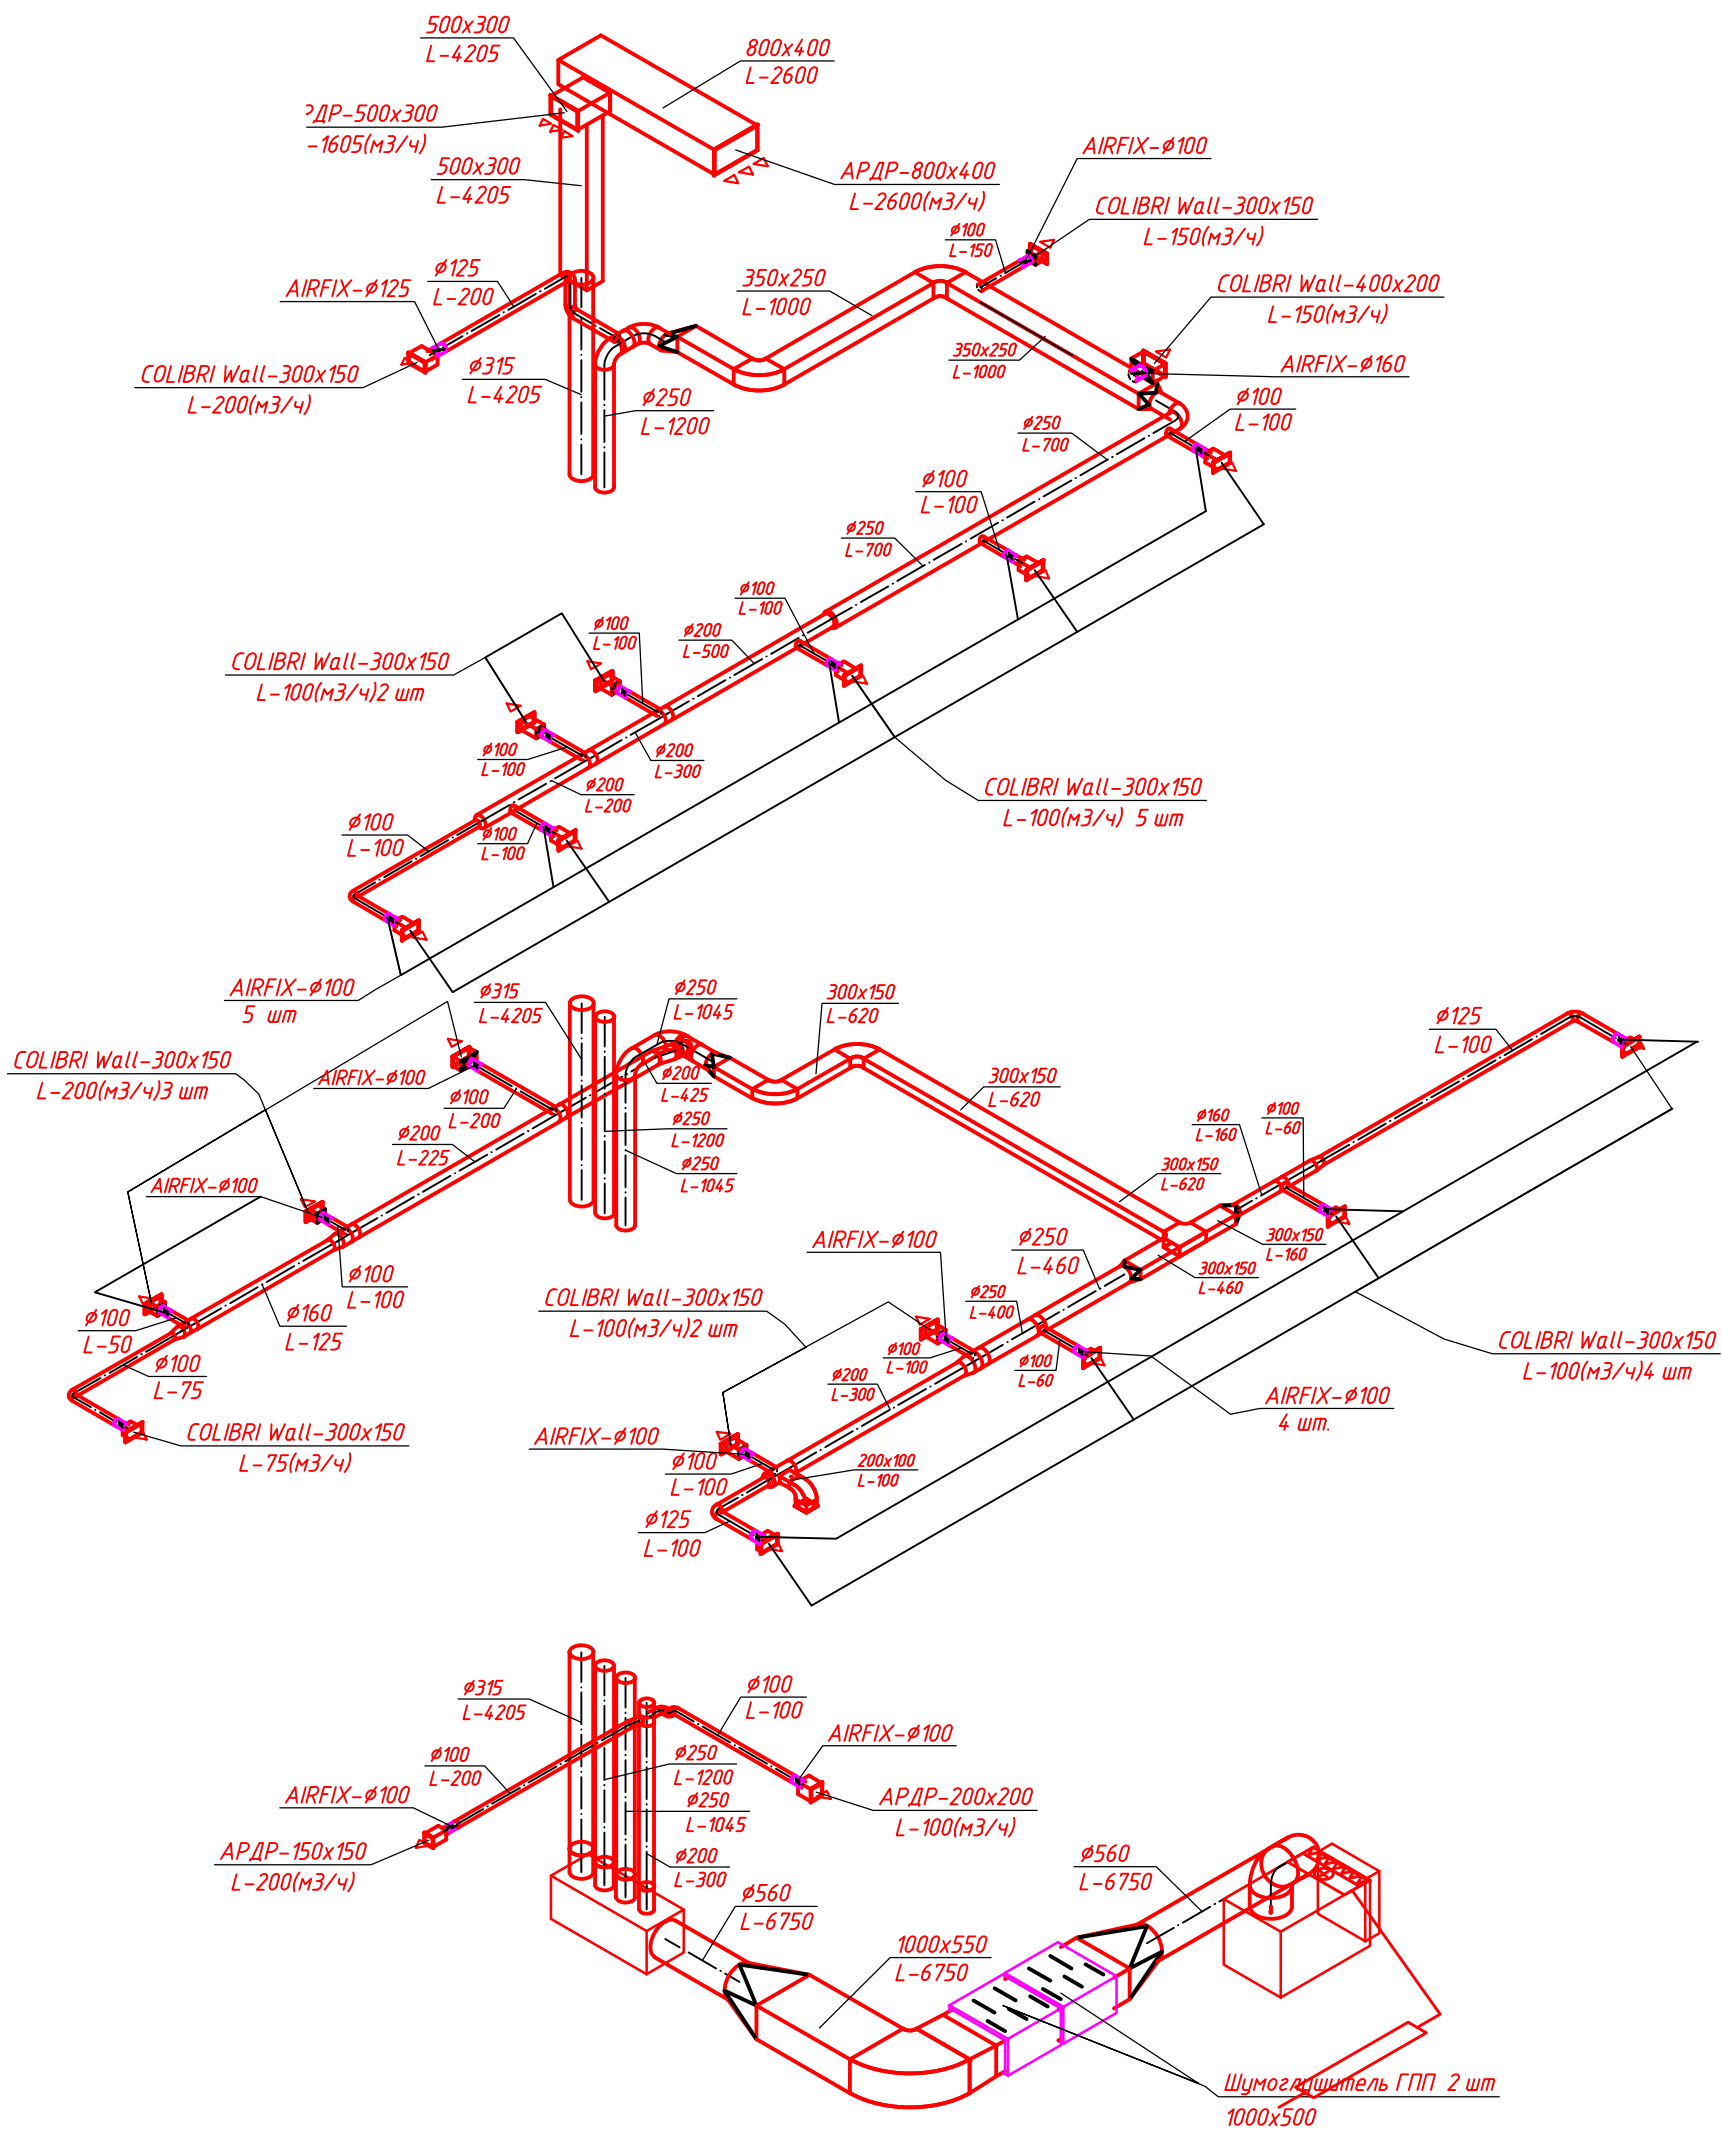 500x300
L-4205
800x400
L-2600
РДР-500x300
-1605(м3/ч)
500x300
L-4205
АРДР-800x400
L-2600(м3/ч)
AIRFIX-ø100
COLIBRI Wall-300x150
L-150(м3/ч)
ø100
L-150
ø125
L-200
AIRFIX-ø125
350x250
L-1000
COLIBRI Wall-400x200
L-150(м3/ч)
COLIBRI Wall-300x150
L-200(м3/ч)
ø315
L-4205
ø250
L-1200
350x250
L-1000
AIRFIX-ø160
ø100
L-100
ø250
L-700
ø100
L-100
ø250
L-700
ø100
L-100
ø100
L-100
ø200
L-500
COLIBRI Wall-300x150
L-100(м3/ч)2 шт
ø100
L-100
ø200
L-300
ø200
L-200
COLIBRI Wall-300x150
L-100(м3/ч) 5 шт
ø100
L-100
ø100
L-100
AIRFIX-ø100
5 шт
ø315
L-4205
ø250
L-1045
300x150
L-620
ø125
L-100
COLIBRI Wall-300x150
L-200(м3/ч)3 шт
AIRFIX-ø100
ø100
L-200
ø200
L-425
300x150
L-620
ø200
L-225
ø250
L-1200
ø250
L-1045
ø160
L-160
ø100
L-60
300x150
L-620
AIRFIX-ø100
AIRFIX-ø100
ø250
L-460
300x150
L-160
300x150
L-460
ø100
L-100
ø160
L-125
ø100
L-50
ø100
L-75
COLIBRI Wall-300x150
L-100(м3/ч)2 шт
ø250
L-400
ø100
L-100
ø100
L-60
ø200
L-300
COLIBRI Wall-300x150
L-100(м3/ч)4 шт
AIRFIX-ø100
4 шт.
COLIBRI Wall-300x150
L-75(м3/ч)
AIRFIX-ø100
ø100
L-100
200x100
L-100
ø125
L-100
ø315
L-4205
ø100
L-100
AIRFIX-ø100
ø100
L-200
ø250
L-1200
AIRFIX-ø100
ø250
L-1045
АРДР-200x200
L-100(м3/ч)
АРДР-150x150
L-200(м3/ч)
ø200
L-300
ø560
L-6750
ø560
L-6750
1000x550
L-6750
Шумоглушитель ГПП 2 шт
1000x500